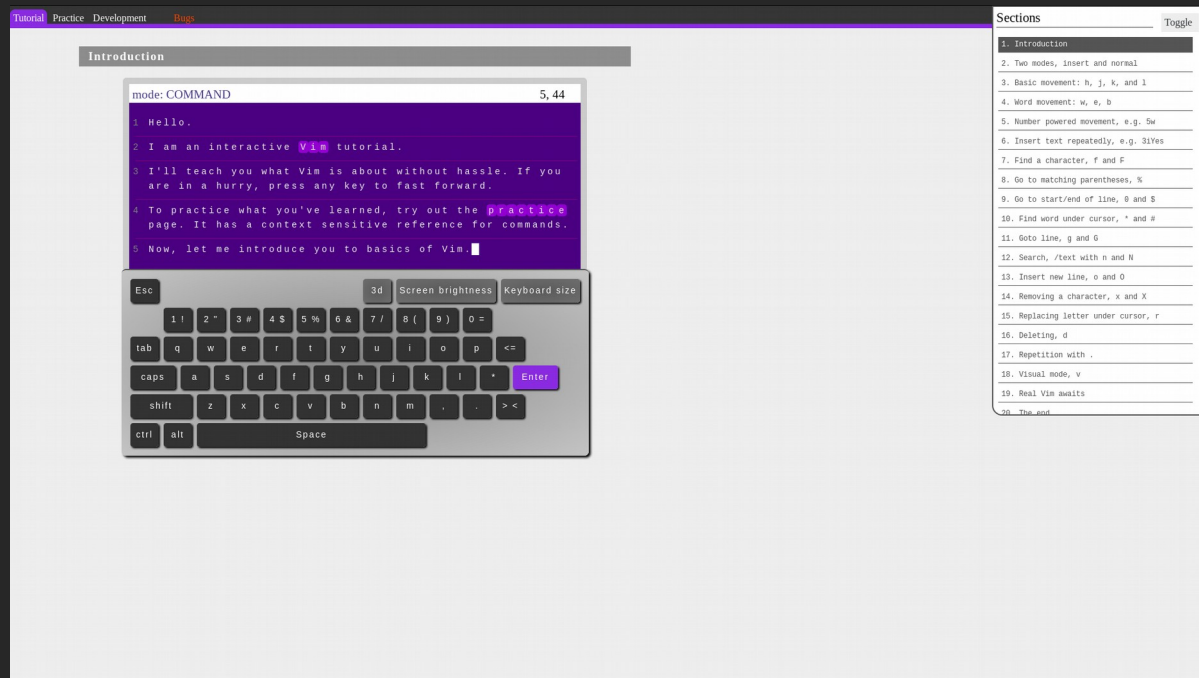 Tutorial Practice Development Bugs
Introduction
mode: COMMAND 5, 44
1 Hello.
2 I am an interactive Vim tutorial.
3 I'll teach you what Vim is about without hassle. If you
are in a hurry, press any key to fast forward.
4 To practice what you've learned, try out the practice
page. It has a context sensitive reference for commands.
5 Now, let me introduce you to basics of Vim.
Esc 3d Screen brightness Keyboard size
1 ! 2 " 3 # 4 $ 5 % 6 & 7 / 8 ( 9 ) 0 =
tab q w e r t y u i o p <=
caps a s d f g h j k l * Enter
shift z x c v b n m , . > <
ctrl alt Space
Sections
Toggle
1. Introduction
2. Two modes, insert and normal
3. Basic movement: h, j, k, and l
4. Word movement: w, e, b
5. Number powered movement, e.g. 5w
6. Insert text repeatedly, e.g. 3iYes
7. Find a character, f and F
8. Go to matching parentheses, %
9. Go to start/end of line, 0 and $
10. Find word under cursor, * and #
11. Goto line, g and G
12. Search, /text with n and N
13. Insert new line, o and O
14. Removing a character, x and X
15. Replacing letter under cursor, r
16. Deleting, d
17. Repetition with .
18. Visual mode, v
19. Real Vim awaits
20. The end